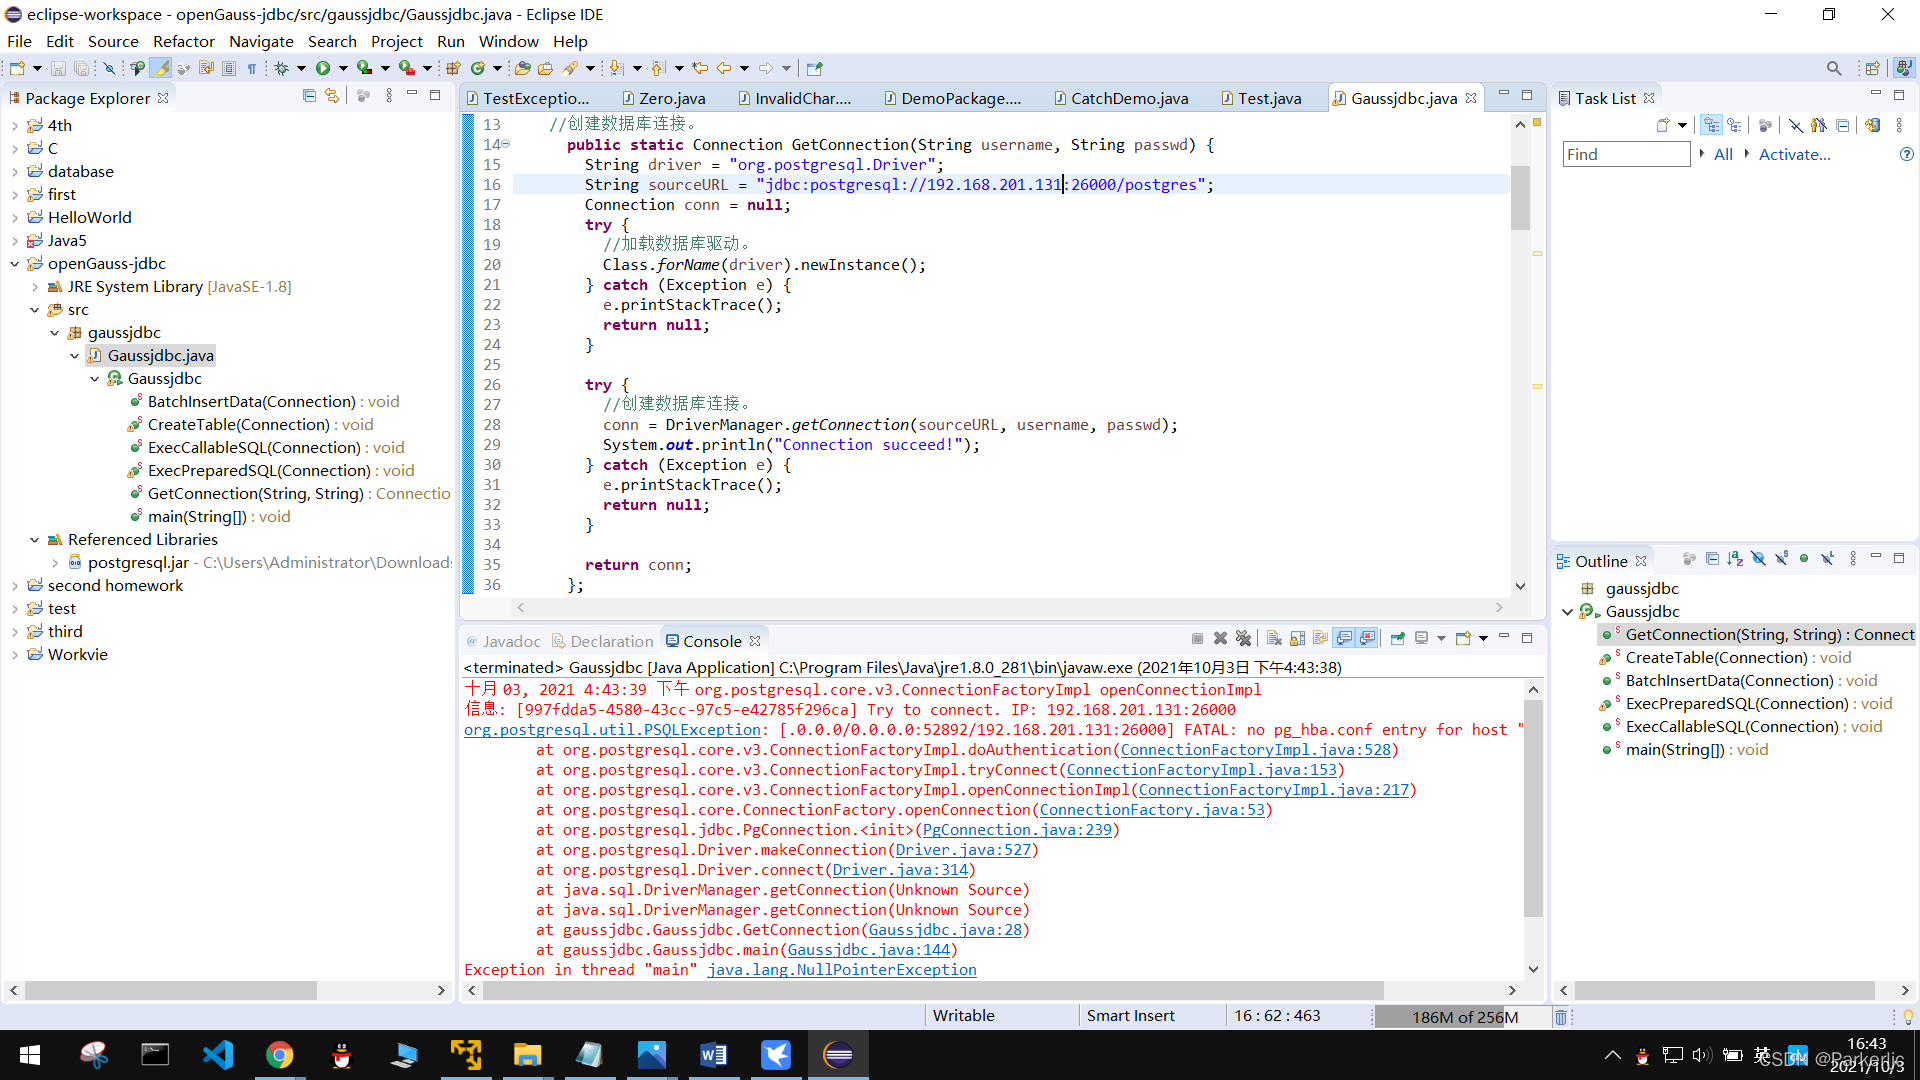 eclipse-workspace - openGauss-jdbc/src/gaussjdbc/Gaussjdbc.java - Eclipse IDE
File Edit Source Refactor Navigate Search Project Run Window Help
Package Explorer
4th
C
database
first
HelloWorld
Java5
openGauss-jdbc
JRE System Library [JavaSE-1.8]
src
gaussjdbc
Gaussjdbc.java
Gaussjdbc
BatchInsertData(Connection) : void
CreateTable(Connection) : void
ExecCallableSQL(Connection) : void
ExecPreparedSQL(Connection) : void
GetConnection(String, String) : Connectio
main(String[]) : void
Referenced Libraries
postgresql.jar - C:\Users\Administrator\Download
second homework
test
third
Workvie
TestExceptio... Zero.java InvalidChar.... DemoPackage.... CatchDemo.java Test.java Gaussjdbc.java
13 //创建数据库连接。
14 public static Connection GetConnection(String username, String passwd) {
15 String driver = "org.postgresql.Driver";
16 String sourceURL = "jdbc:postgresql://192.168.201.131:26000/postgres";
17 Connection conn = null;
18 try {
19 //加载数据库驱动。
20 Class.forName(driver).newInstance();
21 } catch (Exception e) {
22 e.printStackTrace();
23 return null;
24 }
25
26 try {
27 //创建数据库连接。
28 conn = DriverManager.getConnection(sourceURL, username, passwd);
29 System.out.println("Connection succeed!");
30 } catch (Exception e) {
31 e.printStackTrace();
32 return null;
33 }
34
35 return conn;
36 };
Javadoc Declaration Console
<terminated> Gaussjdbc [Java Application] C:\Program Files\Java\jre1.8.0_281\bin\javaw.exe (2021年10月3日 下午4:43:38)
十月 03, 2021 4:43:39 下午 org.postgresql.core.v3.ConnectionFactoryImpl openConnectionImpl
信息: [997fdda5-4580-43cc-97c5-e42785f296ca] Try to connect. IP: 192.168.201.131:26000
org.postgresql.util.PSQLException: [.0.0.0/0.0.0.0:52892/192.168.201.131:26000] FATAL: no pg_hba.conf entry for host "
at org.postgresql.core.v3.ConnectionFactoryImpl.doAuthentication(ConnectionFactoryImpl.java:528)
at org.postgresql.core.v3.ConnectionFactoryImpl.tryConnect(ConnectionFactoryImpl.java:153)
at org.postgresql.core.v3.ConnectionFactoryImpl.openConnectionImpl(ConnectionFactoryImpl.java:217)
at org.postgresql.core.ConnectionFactory.openConnection(ConnectionFactory.java:53)
at org.postgresql.jdbc.PgConnection.<init>(PgConnection.java:239)
at org.postgresql.Driver.makeConnection(Driver.java:527)
at org.postgresql.Driver.connect(Driver.java:314)
at java.sql.DriverManager.getConnection(Unknown Source)
at java.sql.DriverManager.getConnection(Unknown Source)
at gaussjdbc.Gaussjdbc.GetConnection(Gaussjdbc.java:28)
at gaussjdbc.Gaussjdbc.main(Gaussjdbc.java:144)
Exception in thread "main" java.lang.NullPointerException
Task List
Find All Activate...
Outline
gaussjdbc
Gaussjdbc
GetConnection(String, String) : Connect
CreateTable(Connection) : void
BatchInsertData(Connection) : void
ExecPreparedSQL(Connection) : void
ExecCallableSQL(Connection) : void
main(String[]) : void
Writable Smart Insert 16 : 62 : 463 186M of 256M
英
16:43
2021/10/3
CSDN @Parkerljc